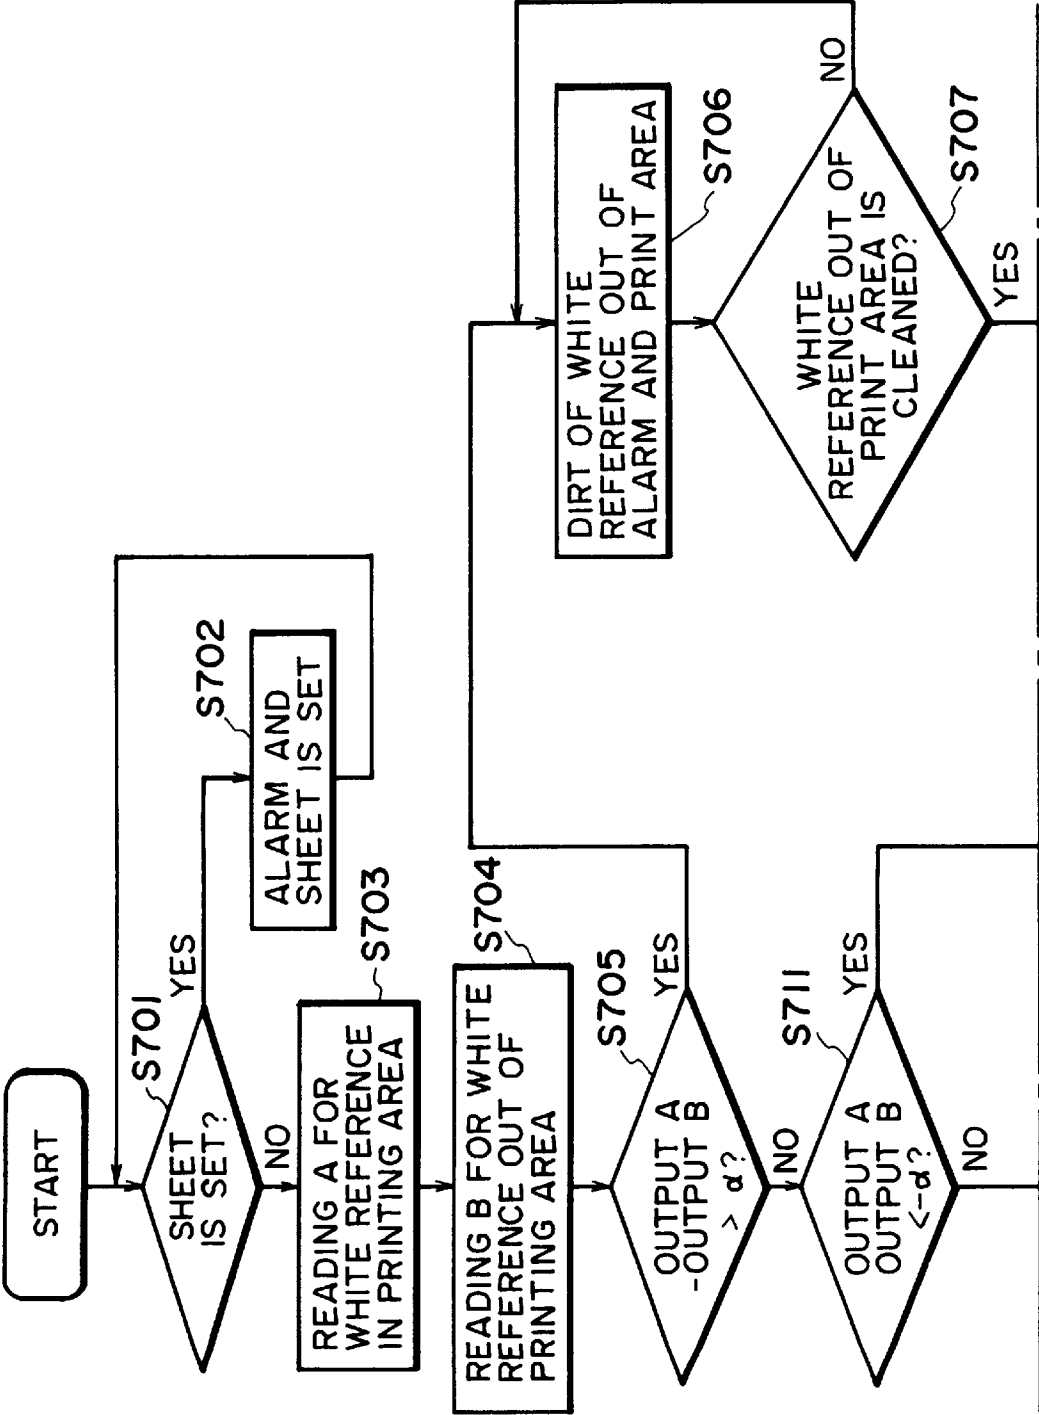 START
S701
SHEET
IS SET?
YES
NO
S702
ALARM AND
SHEET IS SET
S703
READING A FOR
WHITE REFERENCE
IN PRINTING AREA
S704
READING B FOR WHITE
REFERENCE OUT OF
PRINTING AREA
S705
OUTPUT A
-OUTPUT B
> α?
YES
NO
S711
OUTPUT A
OUTPUT B
<-α?
YES
NO
DIRT OF WHITE
REFERENCE OUT OF
ALARM AND PRINT AREA
S706
WHITE
REFERENCE OUT OF
PRINT AREA IS
CLEANED?
NO
S707
YES